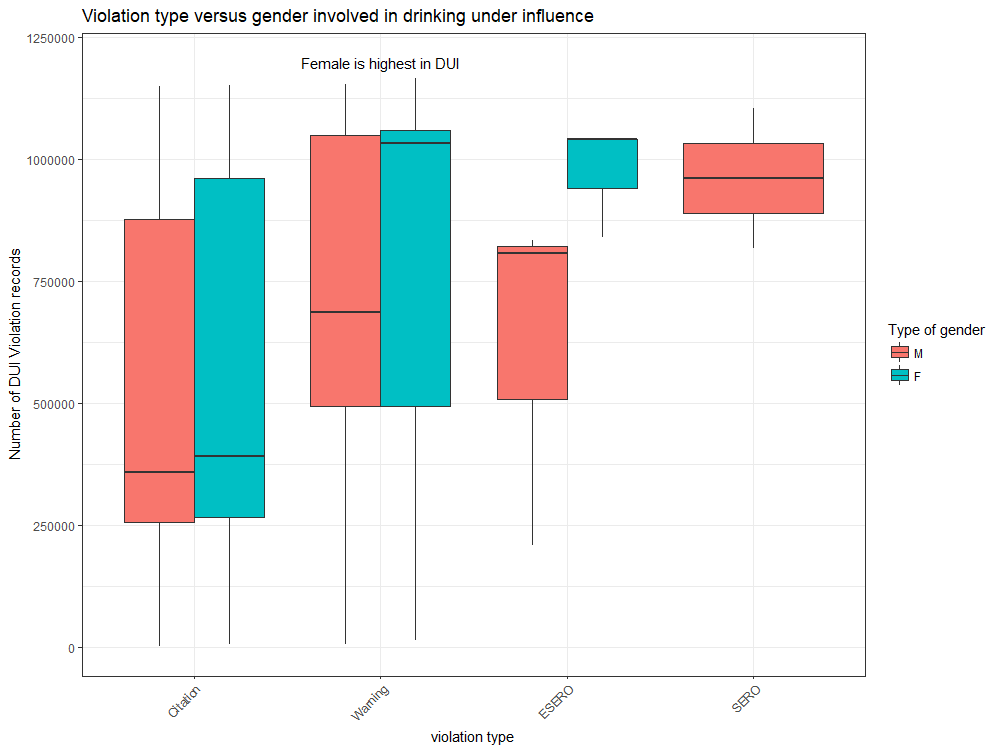 Violation type versus gender involved in drinking under influence
Number of DUI Violation records
1250000
1000000
750000
500000
250000
0
Female is highest in DUI
Citation
Warning
ESERO
SERO
violation type
Type of gender
M
F